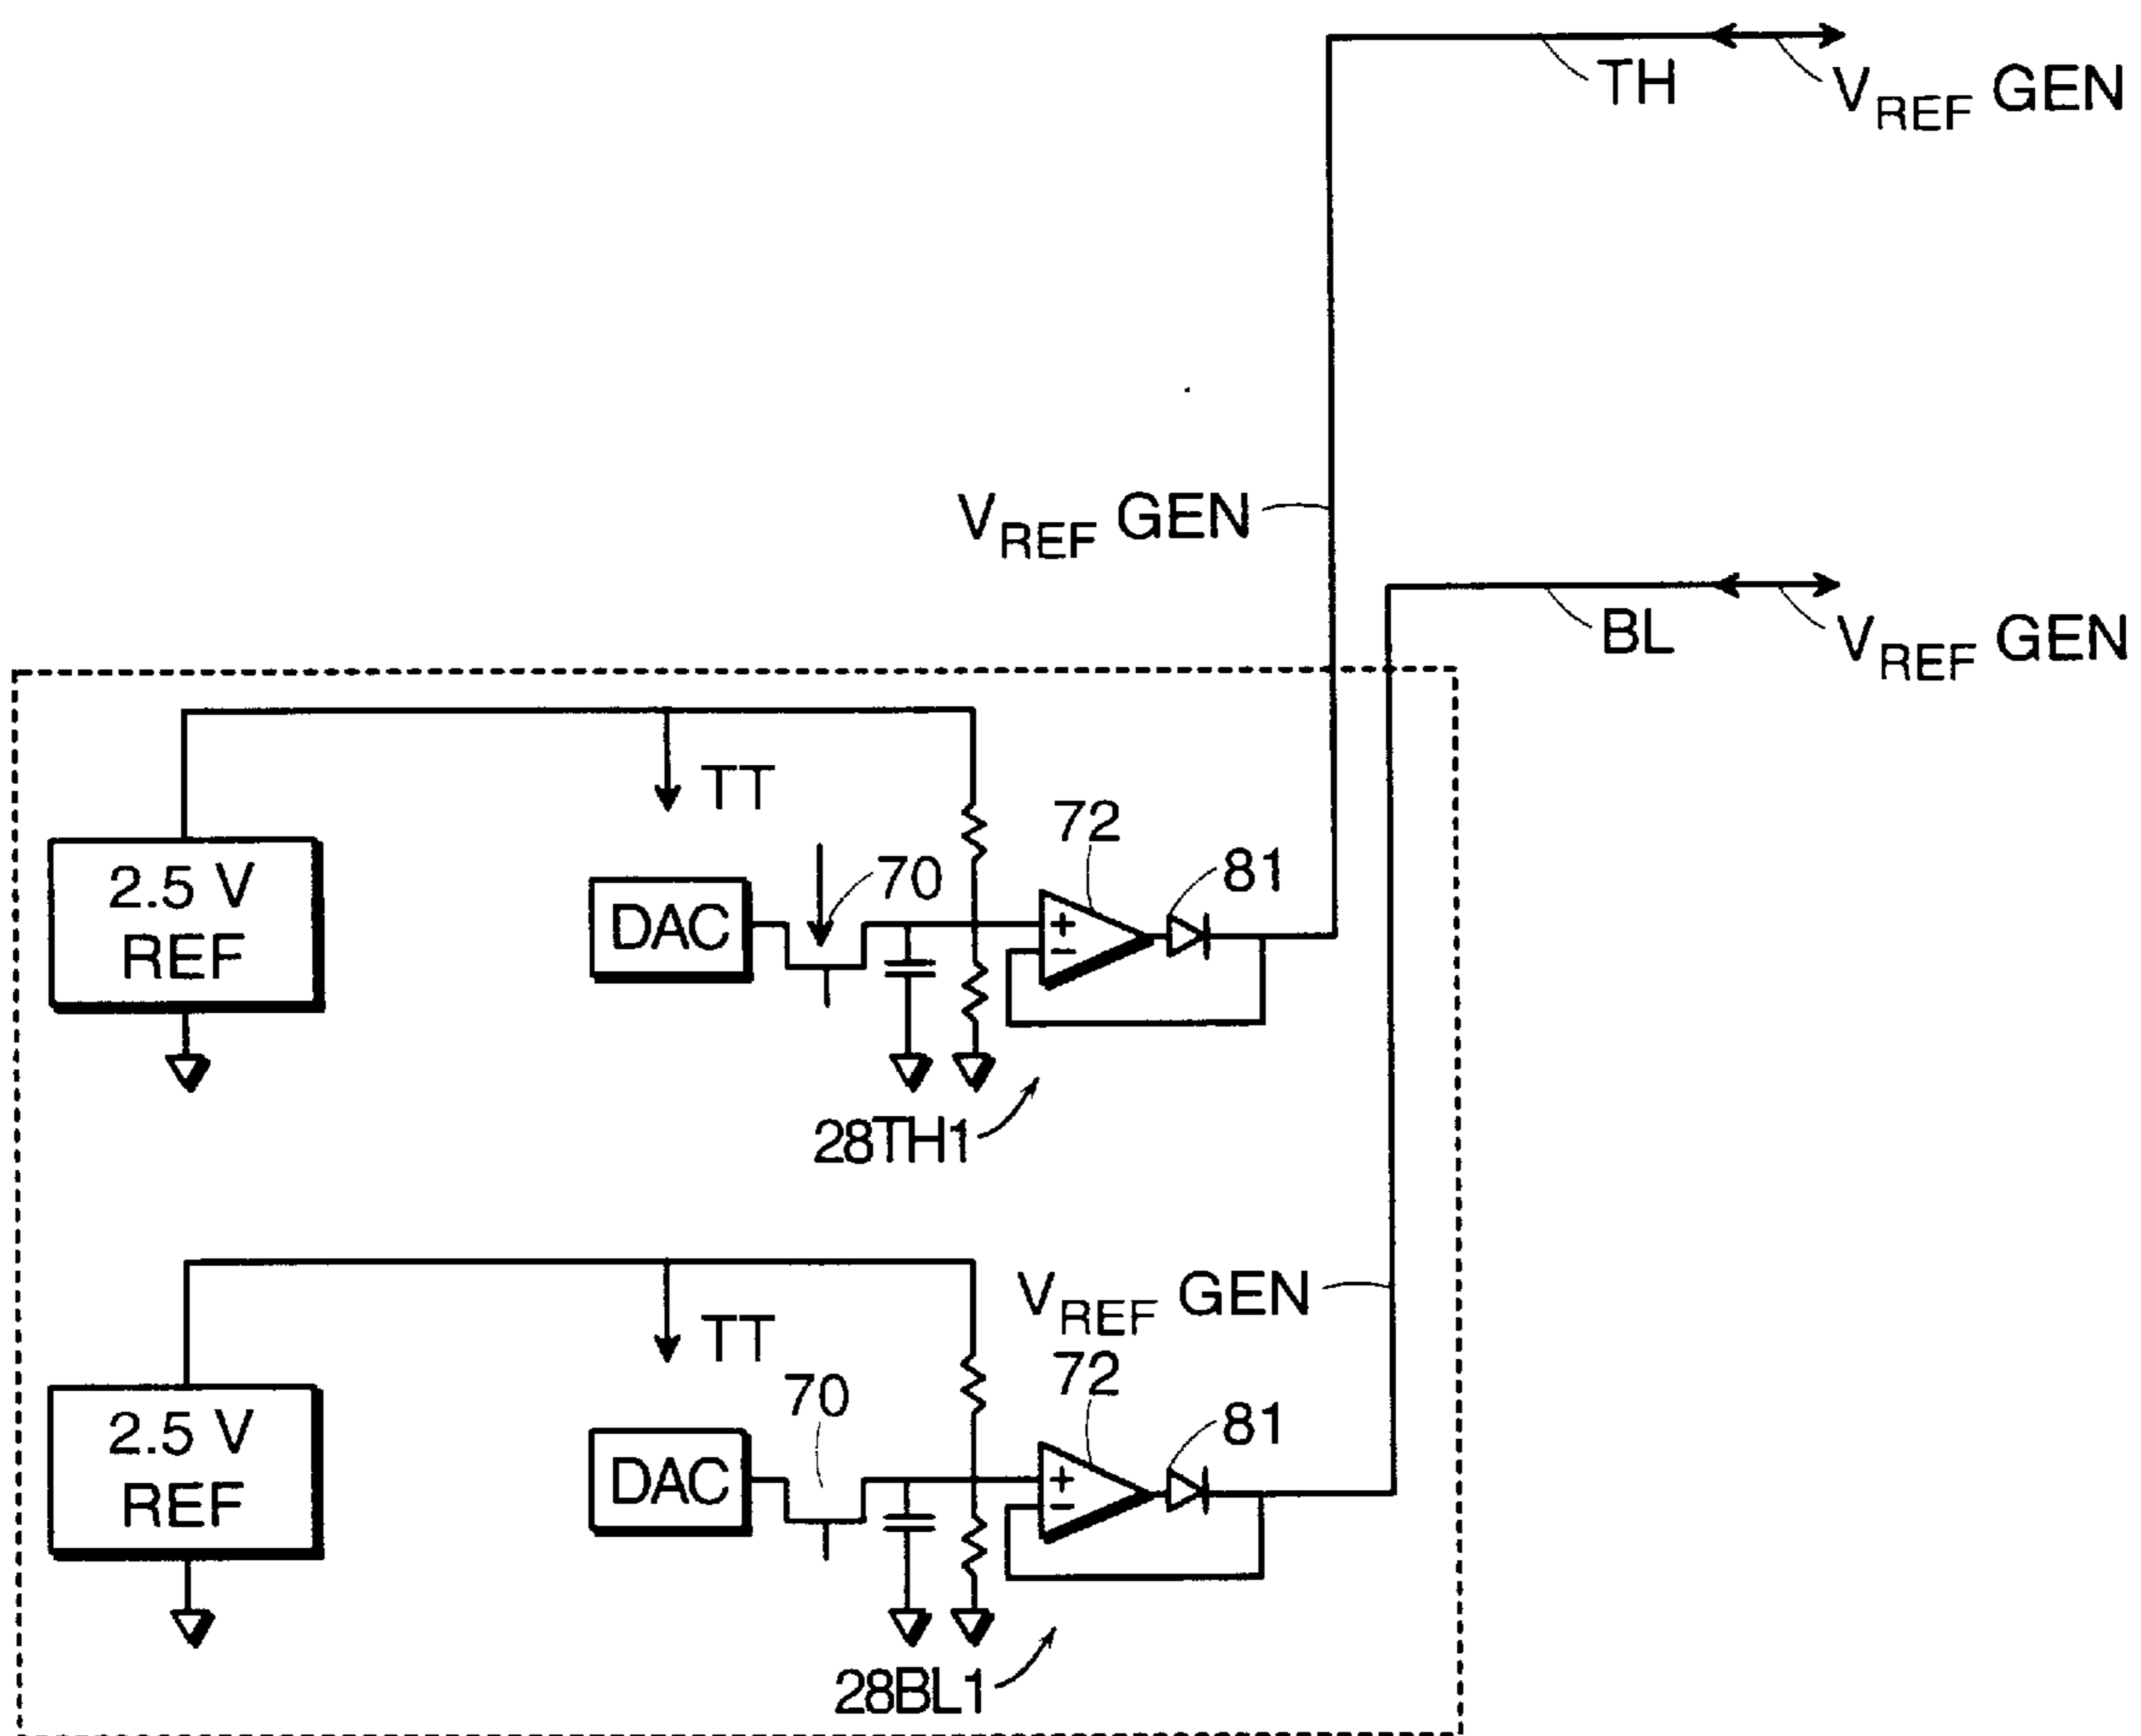 TH
VREF GEN
VREF GEN
BL
VREF GEN
TT
2.5 V
REF
DAC
70
72
81
+
−
28TH1
VREF GEN
TT
2.5 V
REF
DAC
70
72
81
+
−
28BL1